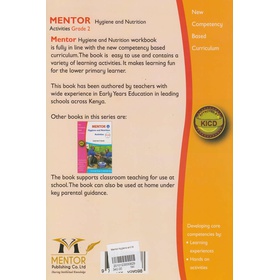 MENTOR Hygiene and Nutrition
Activities Grade 2
Mentor Hygiene and Nutrition workbook
is fully in line with the new competency based
curriculum.The book is easy to use and contains a
variety of learning activities. It makes learning fun
for the lower primary learner.
This book has been authored by teachers with
wide experience in Early Years Education in leading
schools across Kenya.
Other books in this series are:
MENTOR
The book supports classroom teaching for use at
school.The book can also be used at home under
key parental guidance.
MENTOR
Publishing Co. Ltd
New
Competency
Based
Curriculum
KICD
Developing core
competencies by:
Learning
experiences
Hands on
activities